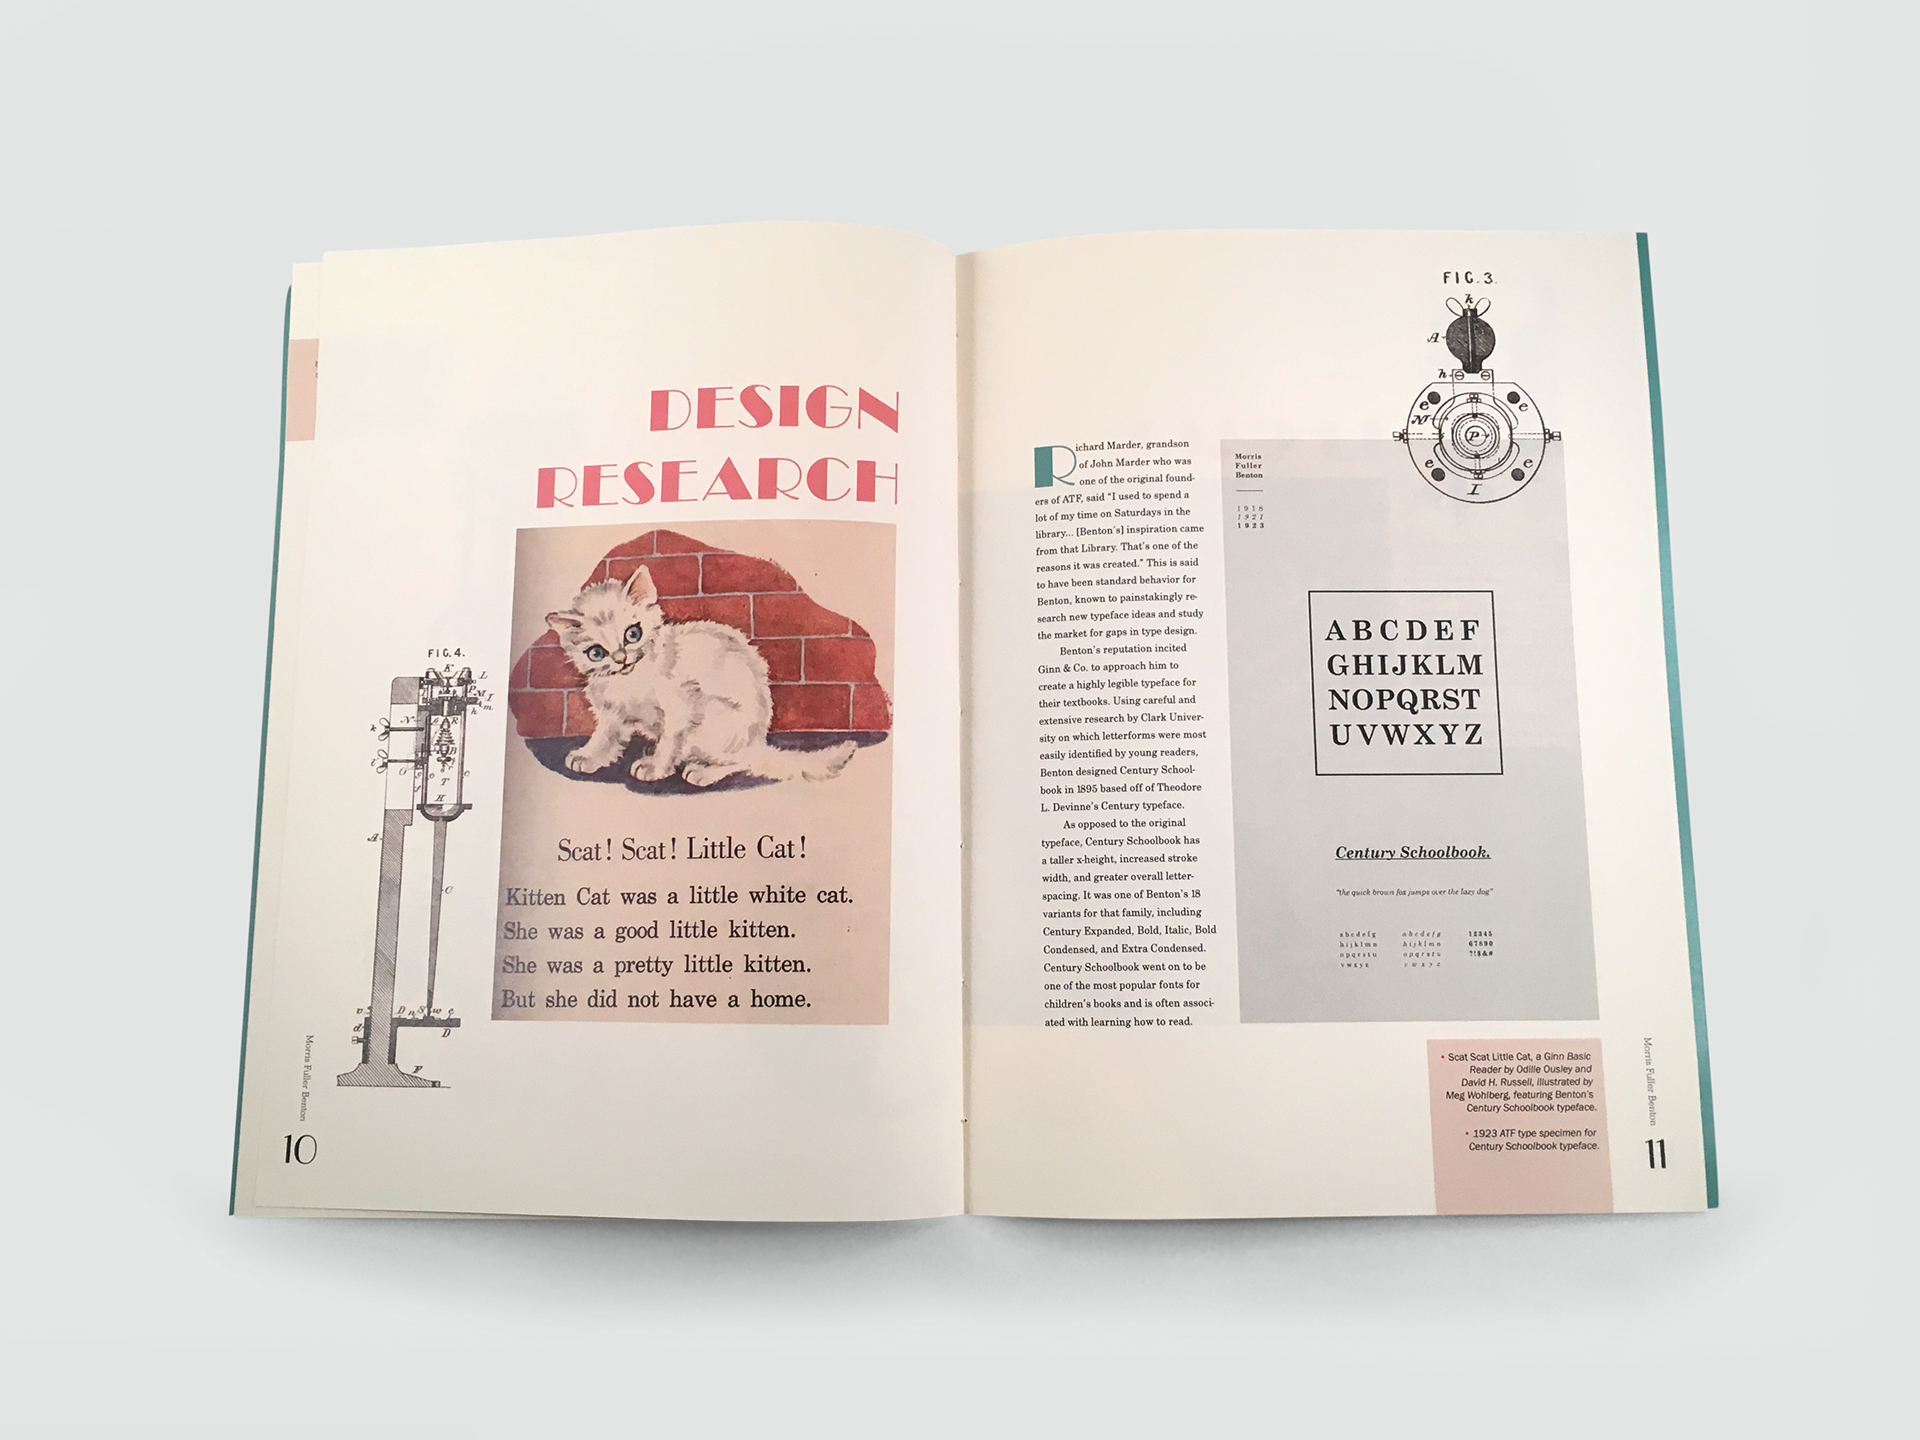 DESIGN
RESEARCH
FIG.4.
Scat! Scat! Little Cat!
Kitten Cat was a little white cat.
She was a good little kitten.
She was a pretty little kitten.
But she did not have a home.
Morris Fuller Benton
10
FIG.3.
k
A
h
e
e
N
P
e
e
I
Richard Marder, grandson
of John Marder who was
one of the original found-
ers of ATF, said "I used to spend a
lot of my time on Saturdays in the
library... [Benton's] inspiration came
from that Library. That's one of the
reasons it was created." This is said
to have been standard behavior for
Benton, known to painstakingly re-
search new typeface ideas and study
the market for gaps in type design.
Benton's reputation incited
Ginn & Co. to approach him to
create a highly legible typeface for
their textbooks. Using careful and
extensive research by Clark Univer-
sity on which letterforms were most
easily identified by young readers,
Benton designed Century School-
book in 1895 based off of Theodore
L. Devinne's Century typeface.
As opposed to the original
typeface, Century Schoolbook has
a taller x-height, increased stroke
width, and greater overall letter-
spacing. It was one of Benton's 18
variants for that family, including
Century Expanded, Bold, Italic, Bold
Condensed, and Extra Condensed.
Century Schoolbook went on to be
one of the most popular fonts for
children's books and is often associ-
ated with learning how to read.
Morris
Fuller
Benton
1918
1921
1923
ABCDEF
GHIJKLM
NOPQRST
UVWXYZ
Century Schoolbook.
"the quick brown fox jumps over the lazy dog"
abcdefg abcdefg 12345
hijklmn hijklmn 67890
opqrstu opqrstu ?!$&#
vwxyz vwxyz
• Scat Scat Little Cat, a Ginn Basic
Reader by Odille Ousley and
David H. Russell, illustrated by
Meg Wohlberg, featuring Benton's
Century Schoolbook typeface.
• 1923 ATF type specimen for
Century Schoolbook typeface.
Morris Fuller Benton
11